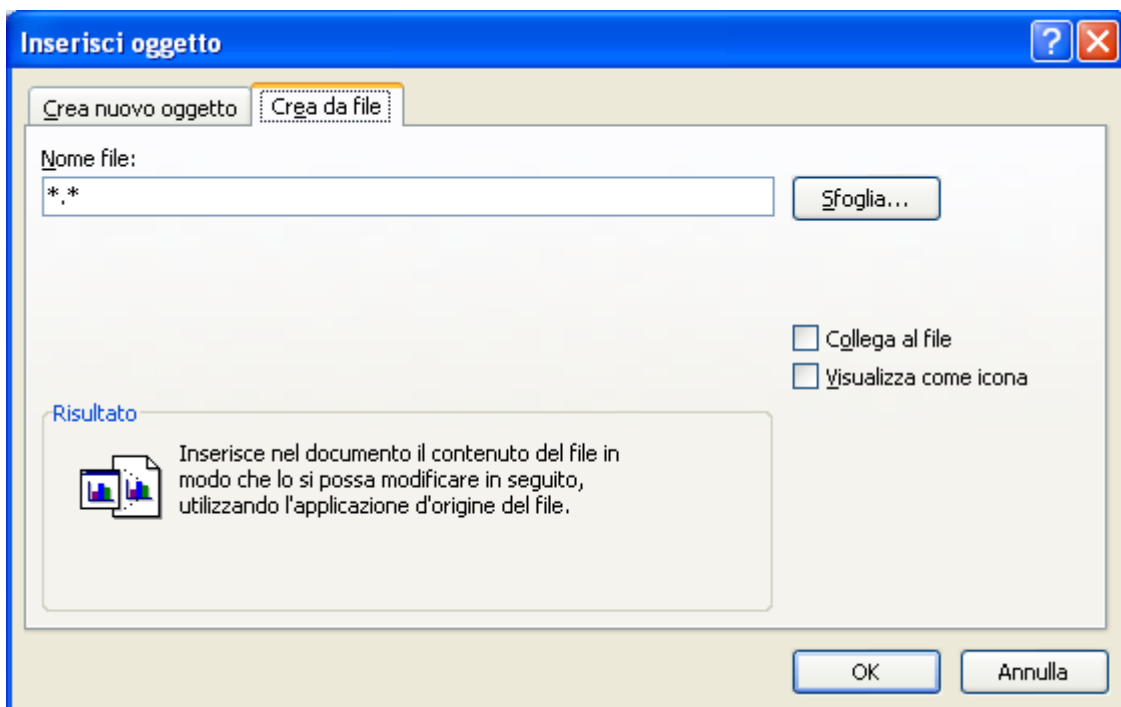 Inserisci oggetto
Crea nuovo oggetto
Crea da file
Nome file:
*.*
Sfoglia...
Collega al file
Visualizza come icona
Risultato
Inserisce nel documento il contenuto del file in
modo che lo si possa modificare in seguito,
utilizzando l'applicazione d'origine del file.
OK
Annulla